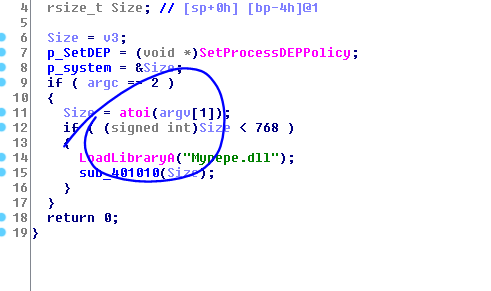 4 rsize_t Size; // [sp+0h] [bp-4h]@1
5
6 Size = v3;
7 p_SetDEP = (void *)SetProcessDEPPolicy;
8 p_system = &Size;
9 if ( argc == 2 )
10 {
11 Size = atoi(argv[1]);
12 if ( (signed int)Size < 768 )
13 {
14 LoadLibraryA("Mypepe.dll");
15 sub_401010(Size);
16 }
17 }
18 return 0;
19 }